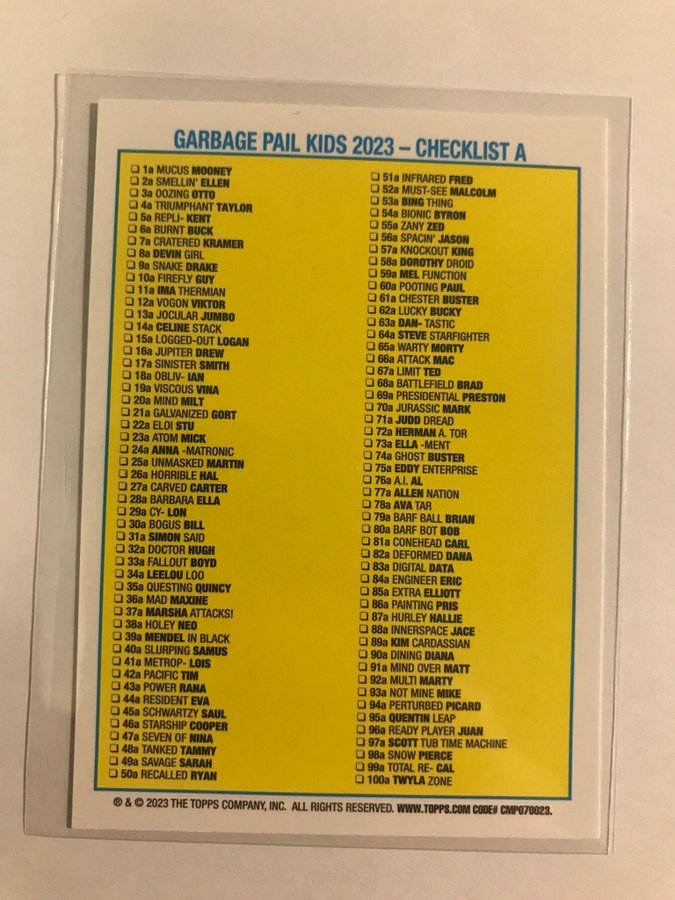 GARBAGE PAIL KIDS 2023 – CHECKLIST A
❑ 1a MUCUS MOONEY
❑ 2a SMELLIN' ELLEN
❑ 3a OOZING OTTO
❑ 4a TRIUMPHANT TAYLOR
❑ 5a REPLI- KENT
❑ 6a BURNT BUCK
❑ 7a CRATERED KRAMER
❑ 8a DEVIN GIRL
❑ 9a SNAKE DRAKE
❑ 10a FIREFLY GUY
❑ 11a IMA THERMIAN
❑ 12a VOGON VIKTOR
❑ 13a JOCULAR JUMBO
❑ 14a CELINE STACK
❑ 15a LOGGED-OUT LOGAN
❑ 16a JUPITER DREW
❑ 17a SINISTER SMITH
❑ 18a OBLIV- IAN
❑ 19a VISCOUS VINA
❑ 20a MIND MILT
❑ 21a GALVANIZED GORT
❑ 22a ELOI STU
❑ 23a ATOM MICK
❑ 24a ANNA -MATRONIC
❑ 25a UNMASKED MARTIN
❑ 26a HORRIBLE HAL
❑ 27a CARVED CARTER
❑ 28a BARBARA ELLA
❑ 29a CY- LON
❑ 30a BOGUS BILL
❑ 31a SIMON SAID
❑ 32a DOCTOR HUGH
❑ 33a FALLOUT BOYD
❑ 34a LEELOU LOO
❑ 35a QUESTING QUINCY
❑ 36a MAD MAXINE
❑ 37a MARSHA ATTACKS!
❑ 38a HOLEY NEO
❑ 39a MENDEL IN BLACK
❑ 40a SLURPING SAMUS
❑ 41a METROP- LOIS
❑ 42a PACIFIC TIM
❑ 43a POWER RANA
❑ 44a RESIDENT EVA
❑ 45a SCHWARTZY SAUL
❑ 46a STARSHIP COOPER
❑ 47a SEVEN OF NINA
❑ 48a TANKED TAMMY
❑ 49a SAVAGE SARAH
❑ 50a RECALLED RYAN
❑ 51a INFRARED FRED
❑ 52a MUST-SEE MALCOLM
❑ 53a BING THING
❑ 54a BIONIC BYRON
❑ 55a ZANY ZED
❑ 56a SPACIN' JASON
❑ 57a KNOCKOUT KING
❑ 58a DOROTHY DROID
❑ 59a MEL FUNCTION
❑ 60a POOTING PAUL
❑ 61a CHESTER BUSTER
❑ 62a LUCKY BUCKY
❑ 63a DAN- TASTIC
❑ 64a STEVE STARFIGHTER
❑ 65a WARTY MORTY
❑ 66a ATTACK MAC
❑ 67a LIMIT TED
❑ 68a BATTLEFIELD BRAD
❑ 69a PRESIDENTIAL PRESTON
❑ 70a JURASSIC MARK
❑ 71a JUDD DREAD
❑ 72a HERMAN A. TOR
❑ 73a ELLA -MENT
❑ 74a GHOST BUSTER
❑ 75a EDDY ENTERPRISE
❑ 76a A.I. AL
❑ 77a ALLEN NATION
❑ 78a AVA TAR
❑ 79a BARF BALL BRIAN
❑ 80a BARF BOT BOB
❑ 81a CONEHEAD CARL
❑ 82a DEFORMED DANA
❑ 83a DIGITAL DATA
❑ 84a ENGINEER ERIC
❑ 85a EXTRA ELLIOTT
❑ 86a PAINTING PRIS
❑ 87a HURLEY HALLIE
❑ 88a INNERSPACE JACE
❑ 89a KIM CARDASSIAN
❑ 90a DINING DIANA
❑ 91a MIND OVER MATT
❑ 92a MULTI MARTY
❑ 93a NOT MINE MIKE
❑ 94a PERTURBED PICARD
❑ 95a QUENTIN LEAP
❑ 96a READY PLAYER JUAN
❑ 97a SCOTT TUB TIME MACHINE
❑ 98a SNOW PIERCE
❑ 99a TOTAL RE- CAL
❑ 100a TWYLA ZONE
® & © 2023 THE TOPPS COMPANY, INC. ALL RIGHTS RESERVED. WWW.TOPPS.COM CODE# CMP070023.